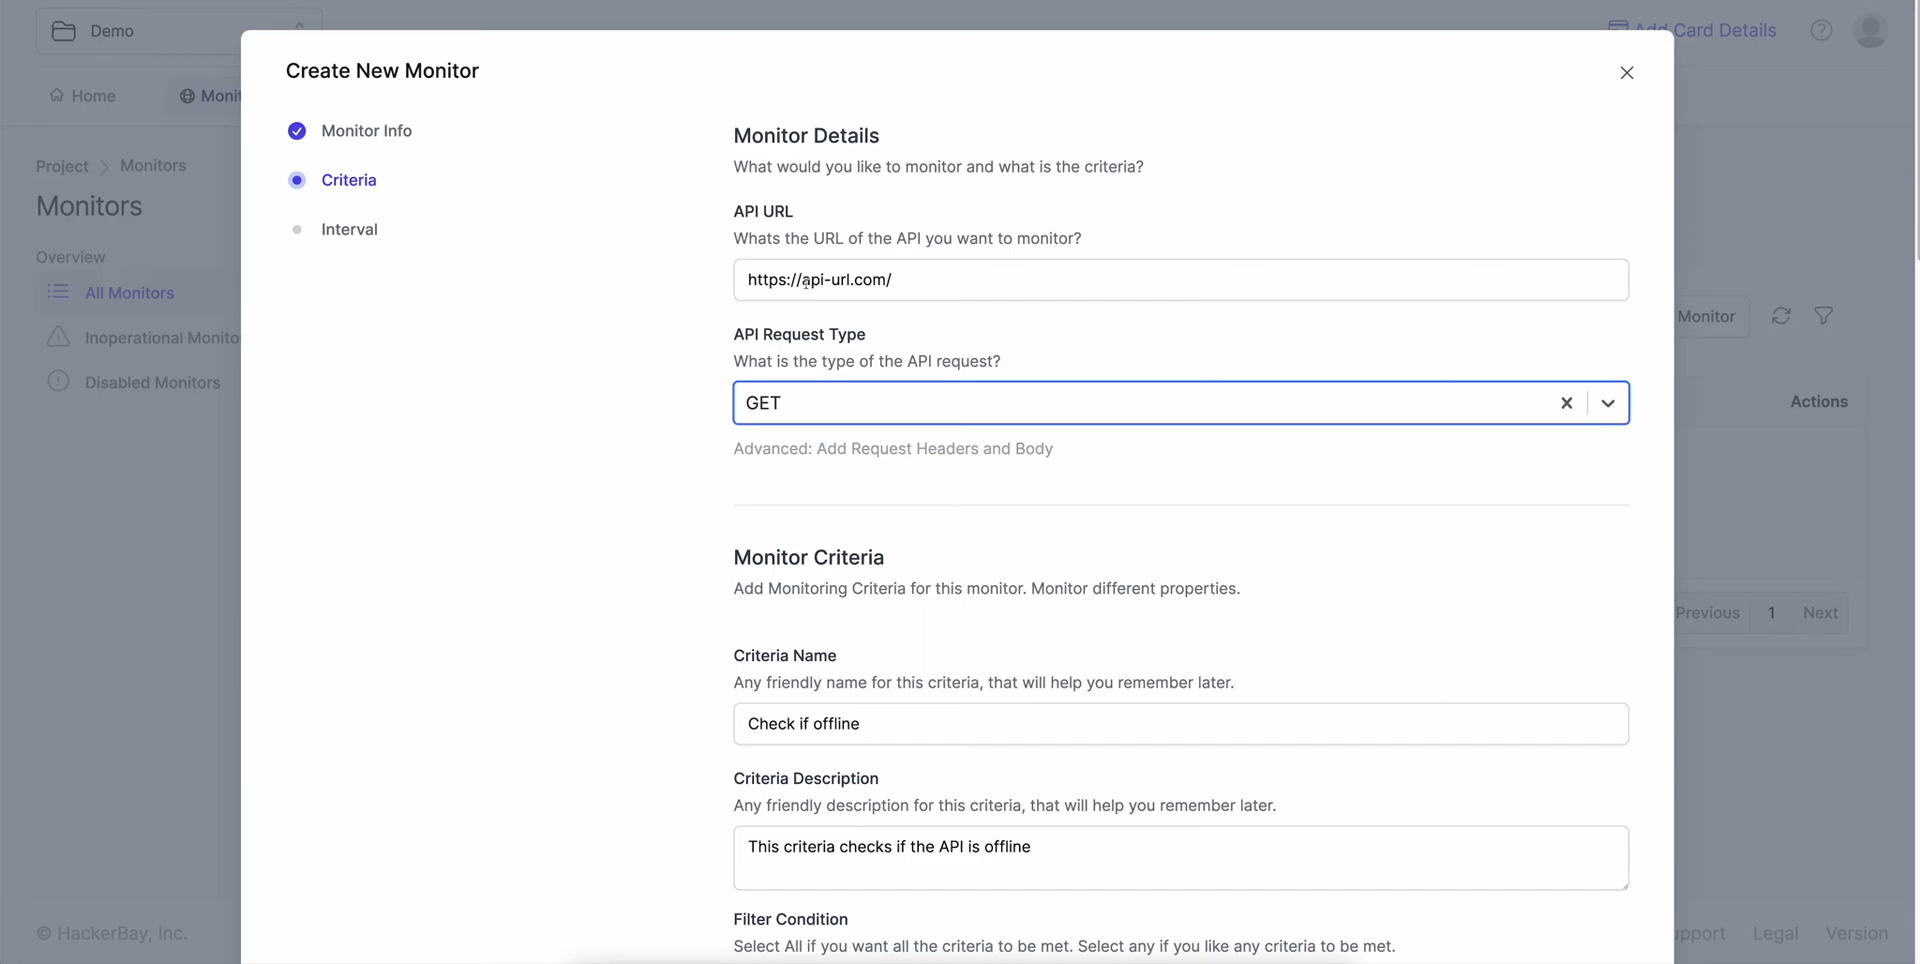 Demo
Add Card Details
Create New Monitor
Home
Monit
Monitor Info
Criteria
Interval
Project
Monitors
Monitors
Overview
All Monitors
Inoperational Monito
Disabled Monitors
Monitor Details
What would you like to monitor and what is the criteria?
API URL
Whats the URL of the API you want to monitor?
https://api-url.com/
API Request Type
What is the type of the API request?
GET
Advanced: Add Request Headers and Body
Monitor Criteria
Add Monitoring Criteria for this monitor. Monitor different properties.
Criteria Name
Any friendly name for this criteria, that will help you remember later.
Check if offline
Criteria Description
Any friendly description for this criteria, that will help you remember later.
This criteria checks if the API is offline
Filter Condition
Select All if you want all the criteria to be met. Select any if you like any criteria to be met.
Monitor
Actions
Previous 1 Next
© HackerBay, Inc.
upport Legal Version